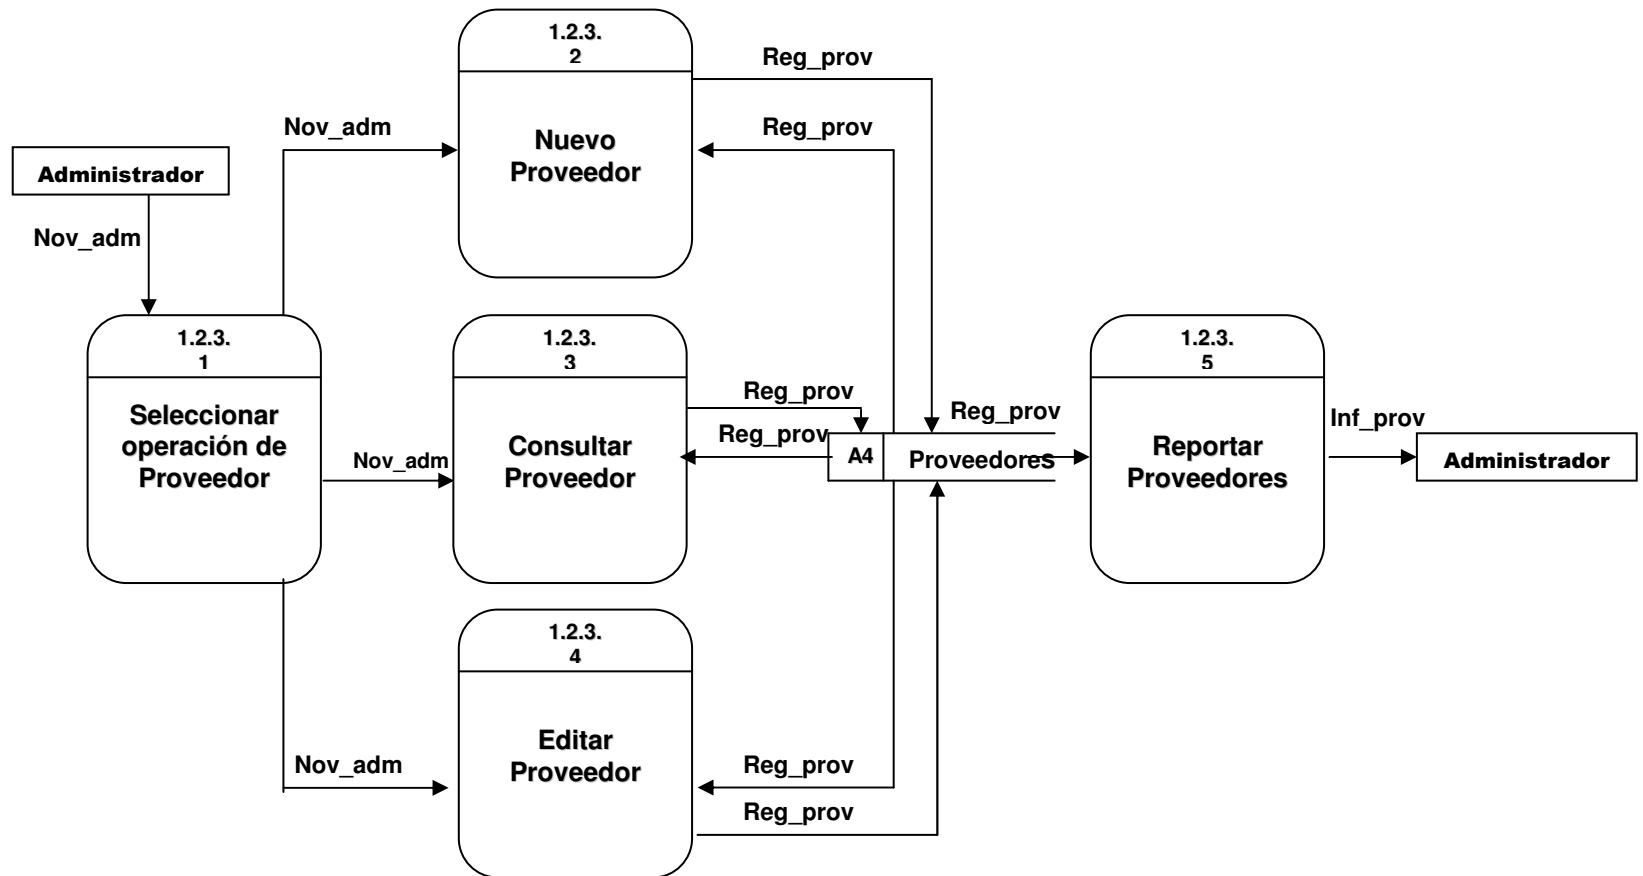 1.2.3.
2
Nuevo
Proveedor
Reg_prov
Reg_prov
Nov_adm
Administrador
Nov_adm
1.2.3.
1
Seleccionar
operación de
Proveedor
Nov_adm
1.2.3.
3
Consultar
Proveedor
Reg_prov
Reg_prov
A4
Proveedores
Reg_prov
1.2.3.
5
Reportar
Proveedores
Inf_prov
Administrador
1.2.3.
4
Editar
Proveedor
Nov_adm
Reg_prov
Reg_prov